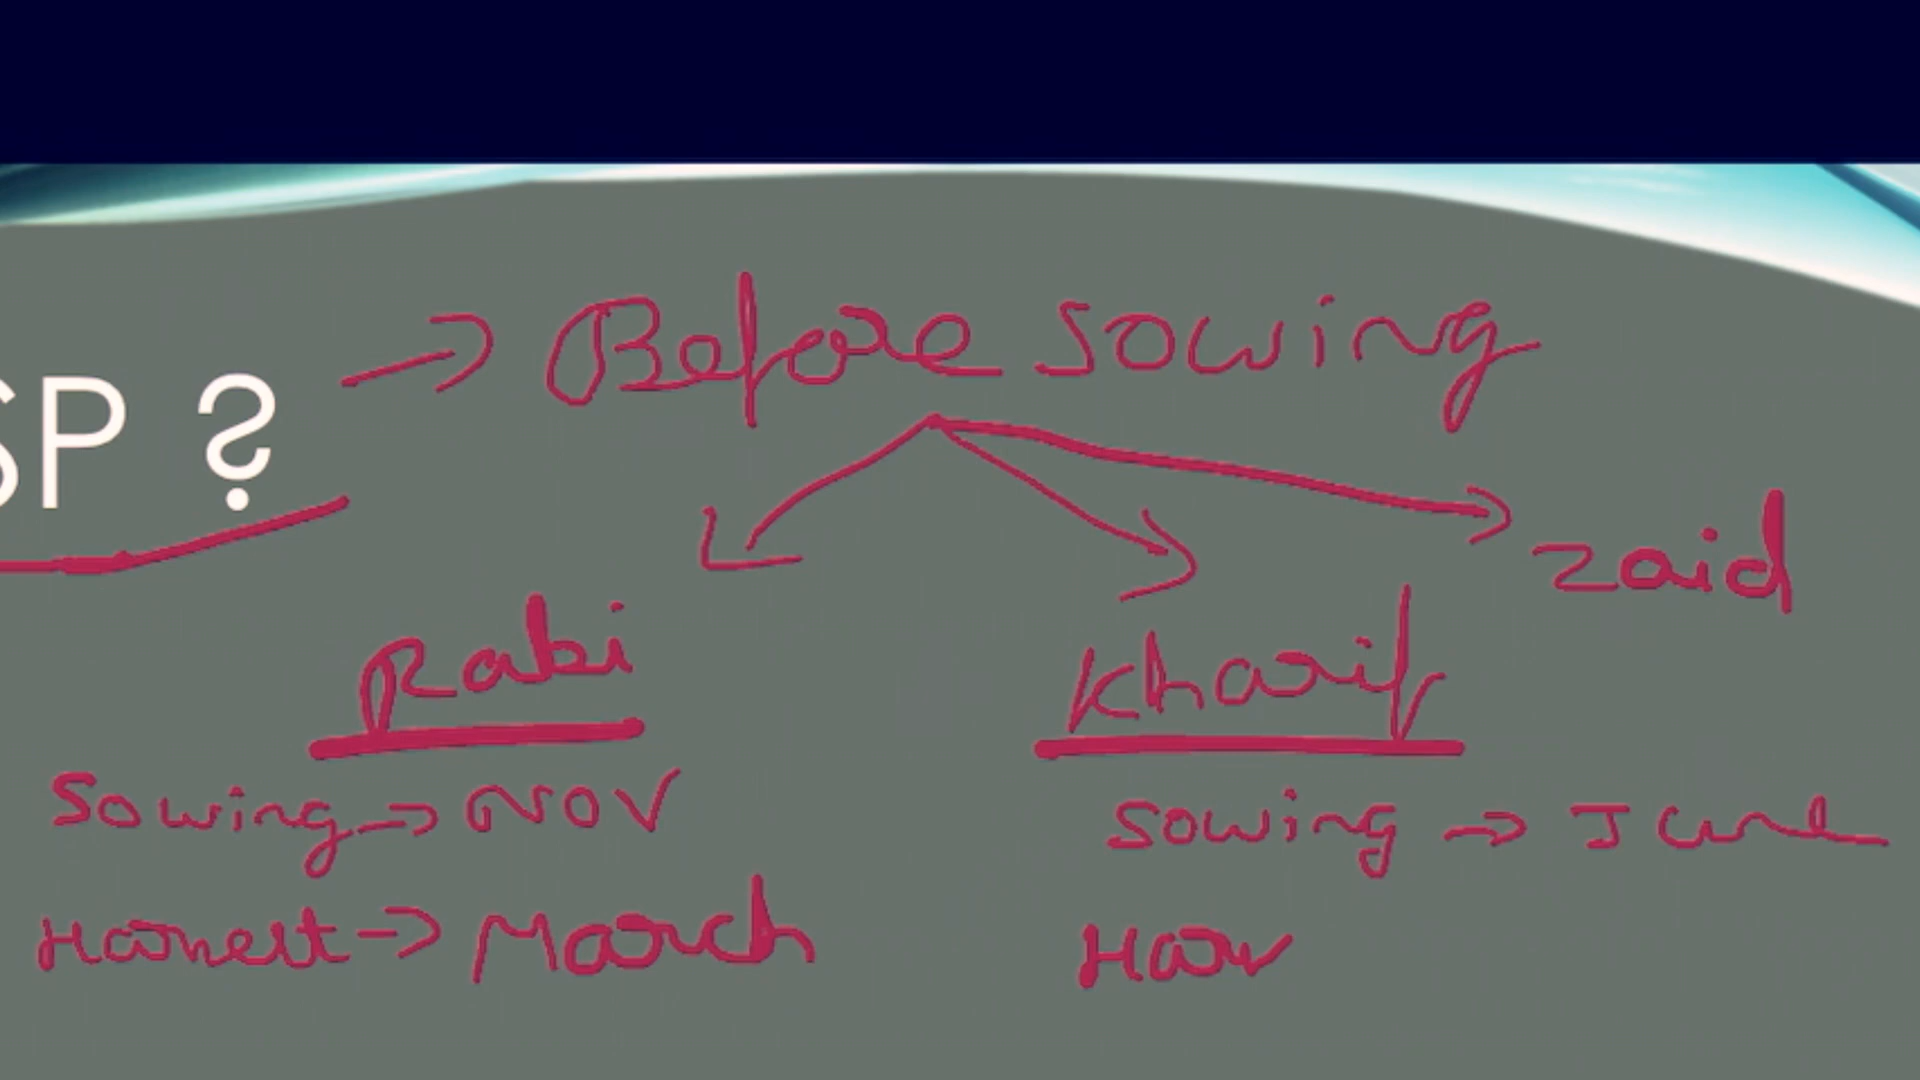 SP ? → Before sowing
zaid
Rabi
Kharif
Sowing → NOV
Sowing → June
Harvest → March
Harv